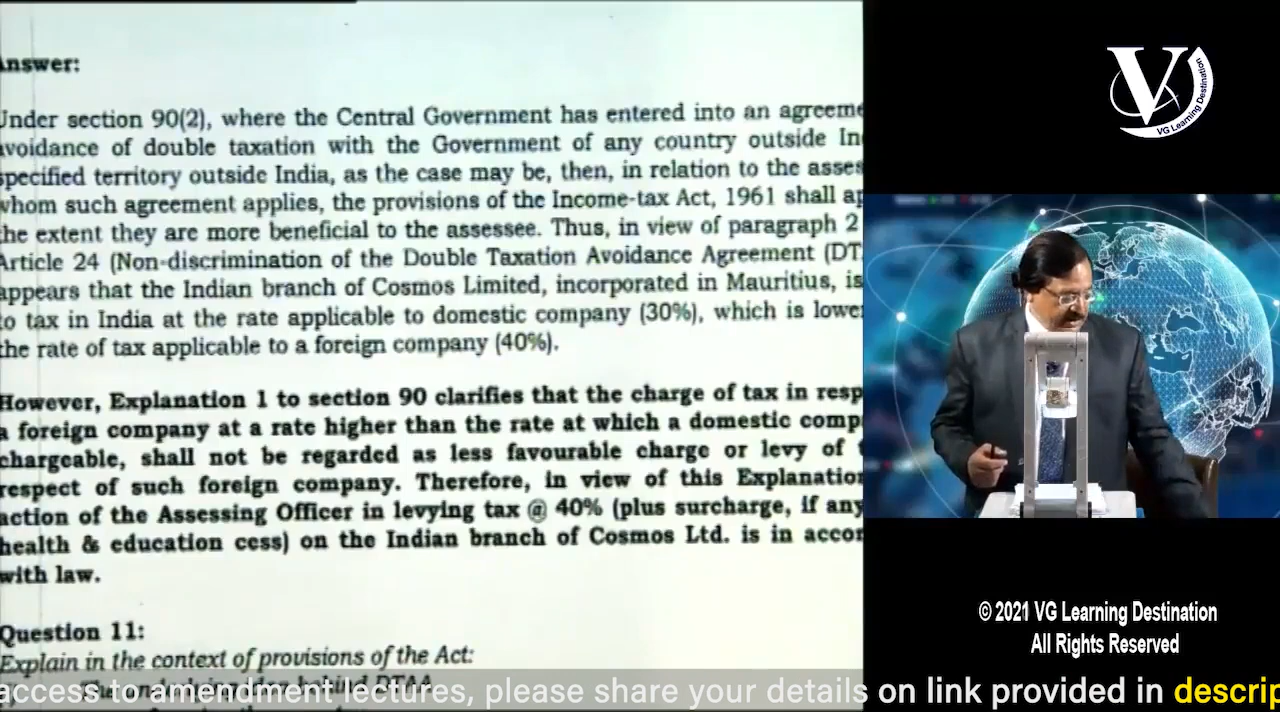 Answer:
Under section 90(2), where the Central Government has entered into an agreeme
avoidance of double taxation with the Government of any country outside In
specified territory outside India, as the case may be, then, in relation to the asses
whom such agreement applies, the provisions of the Income-tax Act, 1961 shall ap
the extent they are more beneficial to the assessee. Thus, in view of paragraph 2
Article 24 (Non-discrimination of the Double Taxation Avoidance Agreement (DT
appears that the Indian branch of Cosmos Limited, incorporated in Mauritius, is
to tax in India at the rate applicable to domestic company (30%), which is lowe
the rate of tax applicable to a foreign company (40%).
However, Explanation 1 to section 90 clarifies that the charge of tax in resp
a foreign company at a rate higher than the rate at which a domestic comp
chargeable, shall not be regarded as less favourable charge or levy of
respect of such foreign company. Therefore, in view of this Explanation
action of the Assessing Officer in levying tax @ 40% (plus surcharge, if any
health & education cess) on the Indian branch of Cosmos Ltd. is in accor
with law.
Question 11:
Explain in the context of provisions of the Act:
access to amendment lectures, please share your details on link provided in descrip
V
VG Learning Destination
© 2021 VG Learning Destination
All Rights Reserved